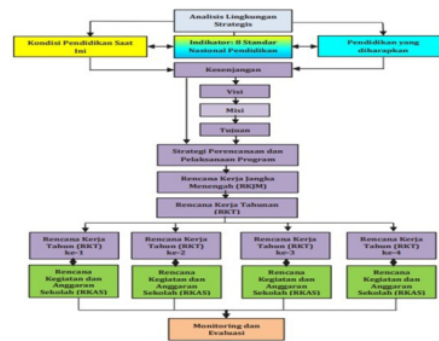 Analisis Lingkungan
Strategis
Kondisi Pendidikan Saat
Ini
Indikator: 8 Standar
Nasional Pendidikan
Pendidikan yang
diharapkan
Kesenjangan
Visi
Misi
Tujuan
Strategi Perencanaan dan
Pelaksanaan Program
Rencana Kerja Jangka
Menengah (RKJM)
Rencana Kerja Tahunan
(RKT)
Rencana Kerja
Tahun (RKT)
ke-1
Rencana Kerja
Tahun (RKT)
ke-2
Rencana Kerja
Tahun (RKT)
ke-3
Rencana Kerja
Tahun (RKT)
ke-4
Rencana
Kegiatan dan
Anggaran
Sekolah (RKAS)
Rencana
Kegiatan dan
Anggaran
Sekolah (RKAS)
Rencana
Kegiatan dan
Anggaran
Sekolah (RKAS)
Rencana
Kegiatan dan
Anggaran
Sekolah (RKAS)
Monitoring dan
Evaluasi